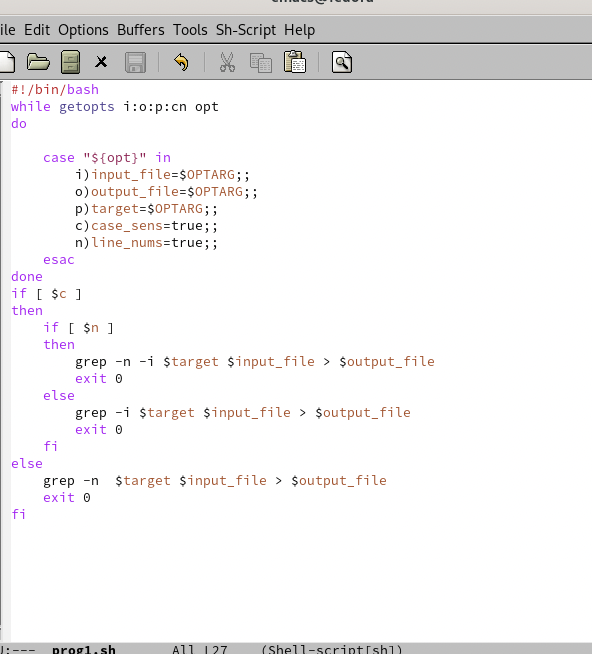 File Edit Options Buffers Tools Sh-Script Help
#!/bin/bash
while getopts i:o:p:cn opt
do
    case "${opt}" in
        i)input_file=$OPTARG;;
        o)output_file=$OPTARG;;
        p)target=$OPTARG;;
        c)case_sens=true;;
        n)line_nums=true;;
    esac
done
if [ $c ]
then
    if [ $n ]
    then
        grep -n -i $target $input_file > $output_file
        exit 0
    else
        grep -i $target $input_file > $output_file
        exit 0
    fi
else
    grep -n  $target $input_file > $output_file
    exit 0
fi
U:--- prog1.sh All L27 (Shell-script[sh])